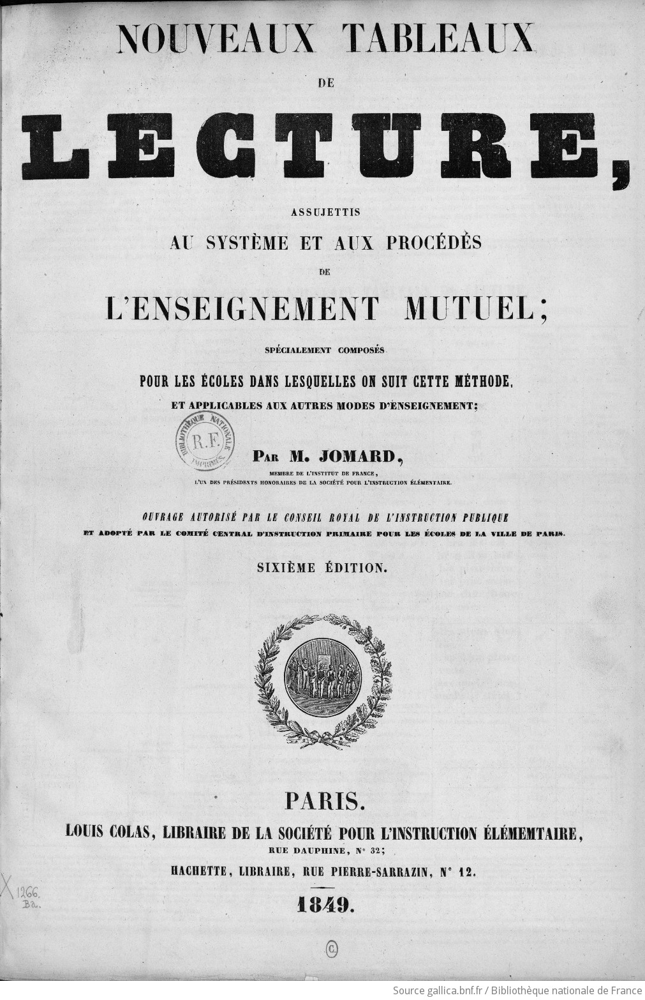 NOUVEAUX TABLEAUX
DE
LECTURE,
ASSUJETTIS
AU SYSTÈME ET AUX PROCÉDÉS
DE
L'ENSEIGNEMENT MUTUEL;
SPÉCIALEMENT COMPOSÉS
POUR LES ÉCOLES DANS LESQUELLES ON SUIT CETTE MÉTHODE,
ET APPLICABLES AUX AUTRES MODES D'ENSEIGNEMENT;
BIBLIOTHÈQUE NATIONALE
R.F.
IMPRIMÉS
PAR M. JOMARD,
MEMBRE DE L'INSTITUT DE FRANCE,
L'UN DES PRÉSIDENTS HONORAIRES DE LA SOCIÉTÉ POUR L'INSTRUCTION ÉLÉMENTAIRE.
OUVRAGE AUTORISÉ PAR LE CONSEIL ROYAL DE L'INSTRUCTION PUBLIQUE
ET ADOPTÉ PAR LE COMITÉ CENTRAL D'INSTRUCTION PRIMAIRE POUR LES ÉCOLES DE LA VILLE DE PARIS.
SIXIÈME ÉDITION.
PARIS.
LOUIS COLAS, LIBRAIRE DE LA SOCIÉTÉ POUR L'INSTRUCTION ÉLÉMEMTAIRE,
RUE DAUPHINE, N° 32;
HACHETTE, LIBRAIRE, RUE PIERRE-SARRAZIN, N° 12.
X 1266.
Ba.
1849.
C.
Source gallica.bnf.fr / Bibliothèque nationale de France